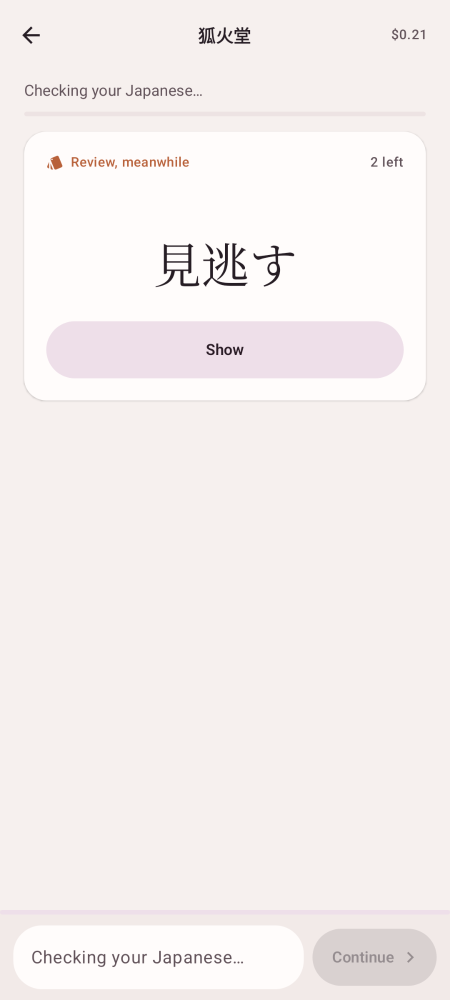 狐火堂
$0.21
Checking your Japanese…
Review, meanwhile
2 left
見逃す
Show
Checking your Japanese…
Continue